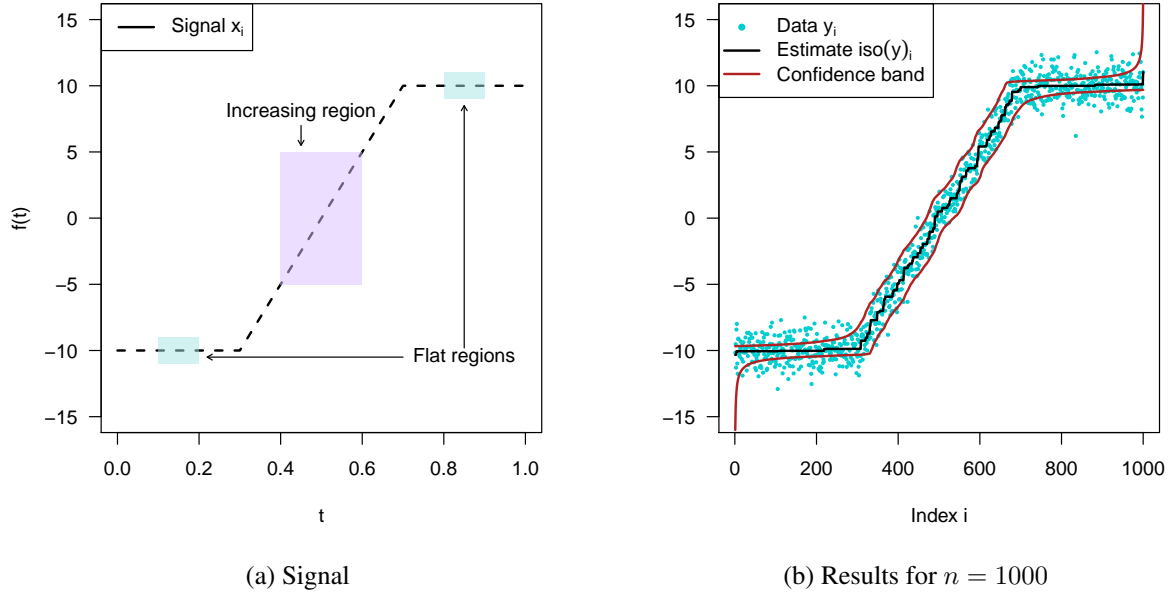 Signal xᵢ
Increasing region
Flat regions
15
10
5
0
−5
−10
−15
f(t)
0.0 0.2 0.4 0.6 0.8 1.0
t
(a) Signal
Data yᵢ
Estimate iso(y)ᵢ
Confidence band
15
10
5
0
−5
−10
−15
0 200 400 600 800 1000
Index i
(b) Results for n = 1000